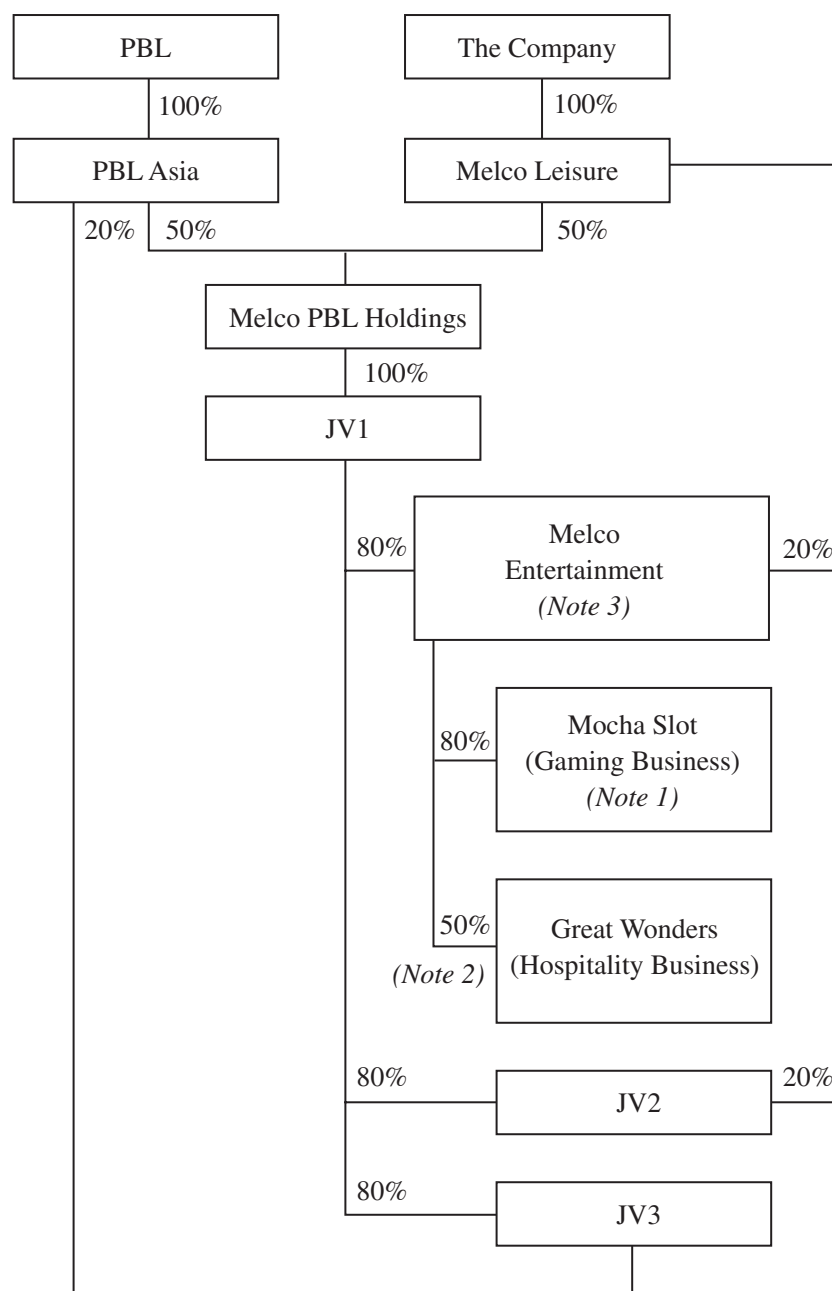 PBL
The Company
100%
100%
PBL Asia
Melco Leisure
20%
50%
50%
Melco PBL Holdings
100%
JV1
80%
Melco
Entertainment
(Note 3)
20%
80%
Mocha Slot
(Gaming Business)
(Note 1)
50%
(Note 2)
Great Wonders
(Hospitality Business)
80%
JV2
20%
80%
JV3